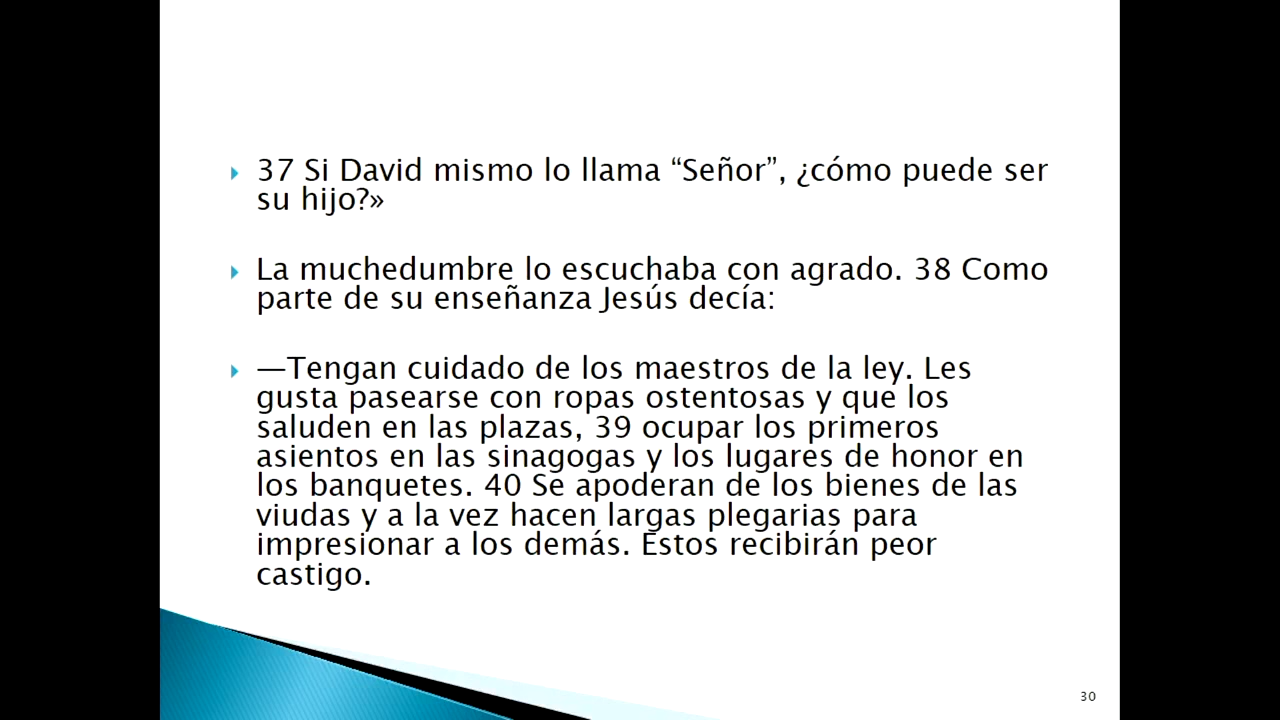 37 Si David mismo lo llama “Señor”, ¿cómo puede ser
su hijo?»
La muchedumbre lo escuchaba con agrado. 38 Como
parte de su enseñanza Jesús decía:
—Tengan cuidado de los maestros de la ley. Les
gusta pasearse con ropas ostentosas y que los
saluden en las plazas, 39 ocupar los primeros
asientos en las sinagogas y los lugares de honor en
los banquetes. 40 Se apoderan de los bienes de las
viudas y a la vez hacen largas plegarias para
impresionar a los demás. Estos recibirán peor
castigo.
30